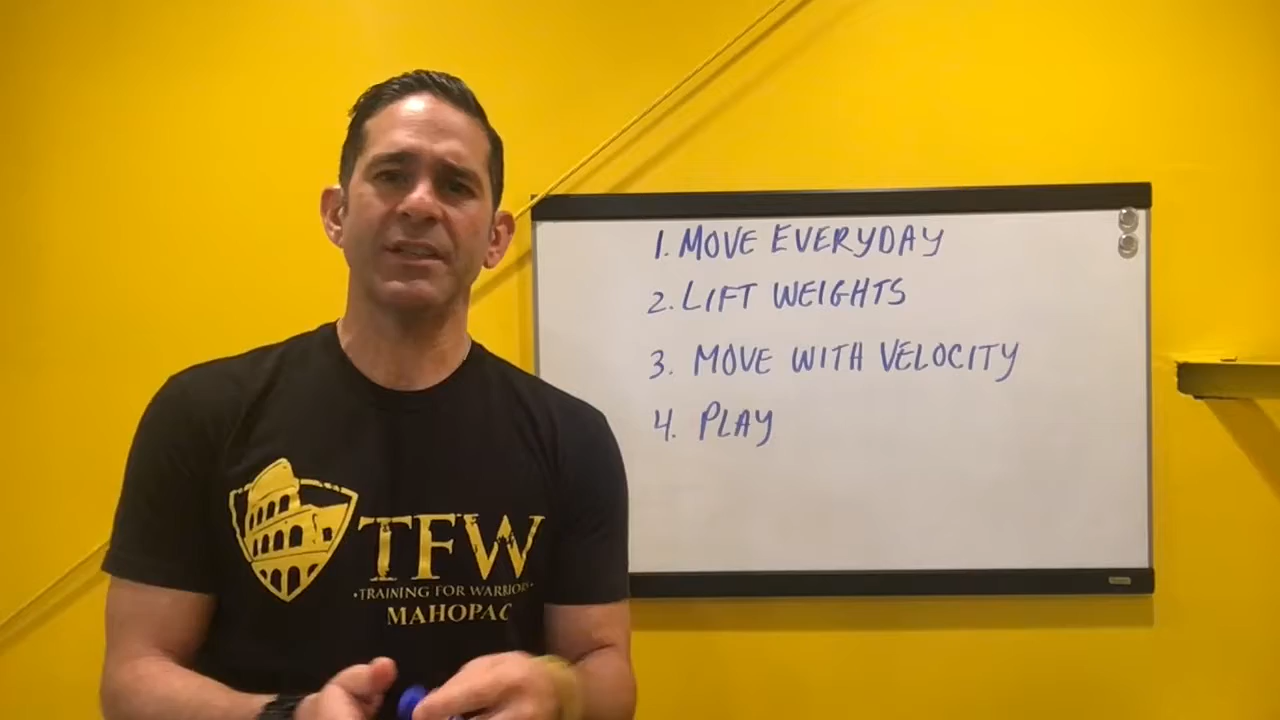 1. MOVE EVERYDAY
2. LIFT WEIGHTS
3. MOVE WITH VELOCITY
4. PLAY
TFW
•TRAINING FOR WARRIORS•
MAHOPAC